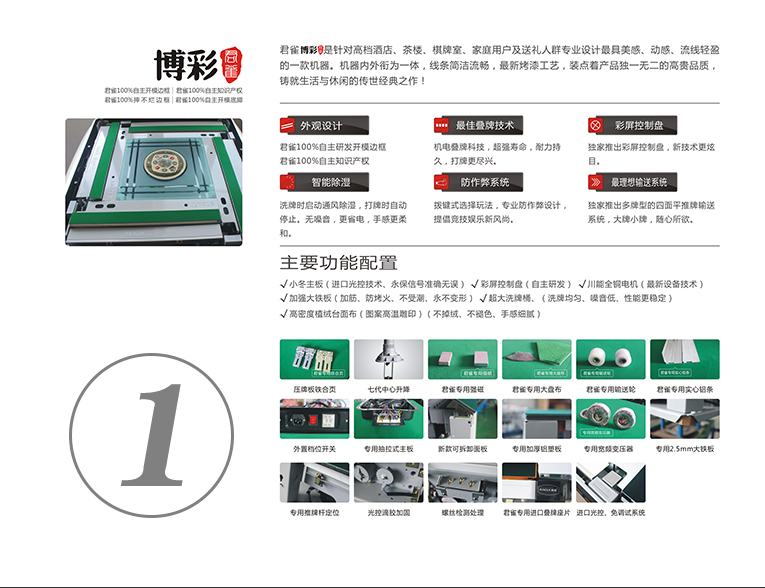 博彩 君雀
君雀100%自主开模边框 君雀100%自主知识产权
君雀100%摔不烂边框 君雀100%自主开模底脚
君雀博彩是针对高档酒店、茶楼、棋牌室、家庭用户及送礼人群专业设计最具美感、动感、流线轻盈
的一款机器。机器内外衔为一体，线条简洁流畅，最新烤漆工艺，装点着产品独一无二的高贵品质，
铸就生活与休闲的传世经典之作！
外观设计
君雀100%自主研发开模边框
君雀100%自主知识产权
最佳叠牌技术
机电叠牌科技，超强寿命，耐力持
久，打牌更尽兴。
彩屏控制盘
独家推出彩屏控制盘，新技术更炫
目。
智能除湿
洗牌时启动通风除湿，打牌时自动
停止。无噪音，更省电，手感更柔
和。
防作弊系统
拨键式选择玩法，专业防作弊设计，
提倡竞技娱乐新风尚。
最理想输送系统
独家推出多牌型的四面平推牌输送
系统，大牌小牌，随心所欲。
主要功能配置
✓小冬主板（进口光控技术、永保信号准确无误） ✓彩屏控制盘（自主研发） ✓川能全铜电机（最新设备技术）
✓加强大铁板（加筋、防烤火、不受潮、永不变形） ✓超大洗牌桶、（洗牌均匀、噪音低、性能更稳定）
✓高密度植绒台面布（图案高温雕印）（不掉绒、不褪色、手感细腻）
压牌板铁合页 七代中心升降 君雀专用强磁 君雀专用大盘布 君雀专用输送轮 君雀专用实心铝条
外置档位开关 专用抽拉式主板 新款可拆卸面板 专用加厚铝塑板 专用宽频变压器 专用2.5mm大铁板
专用推牌杆定位 光控滴胶加固 螺丝检测处理 君雀专用进口叠牌座片 进口光控、免调试系统
1